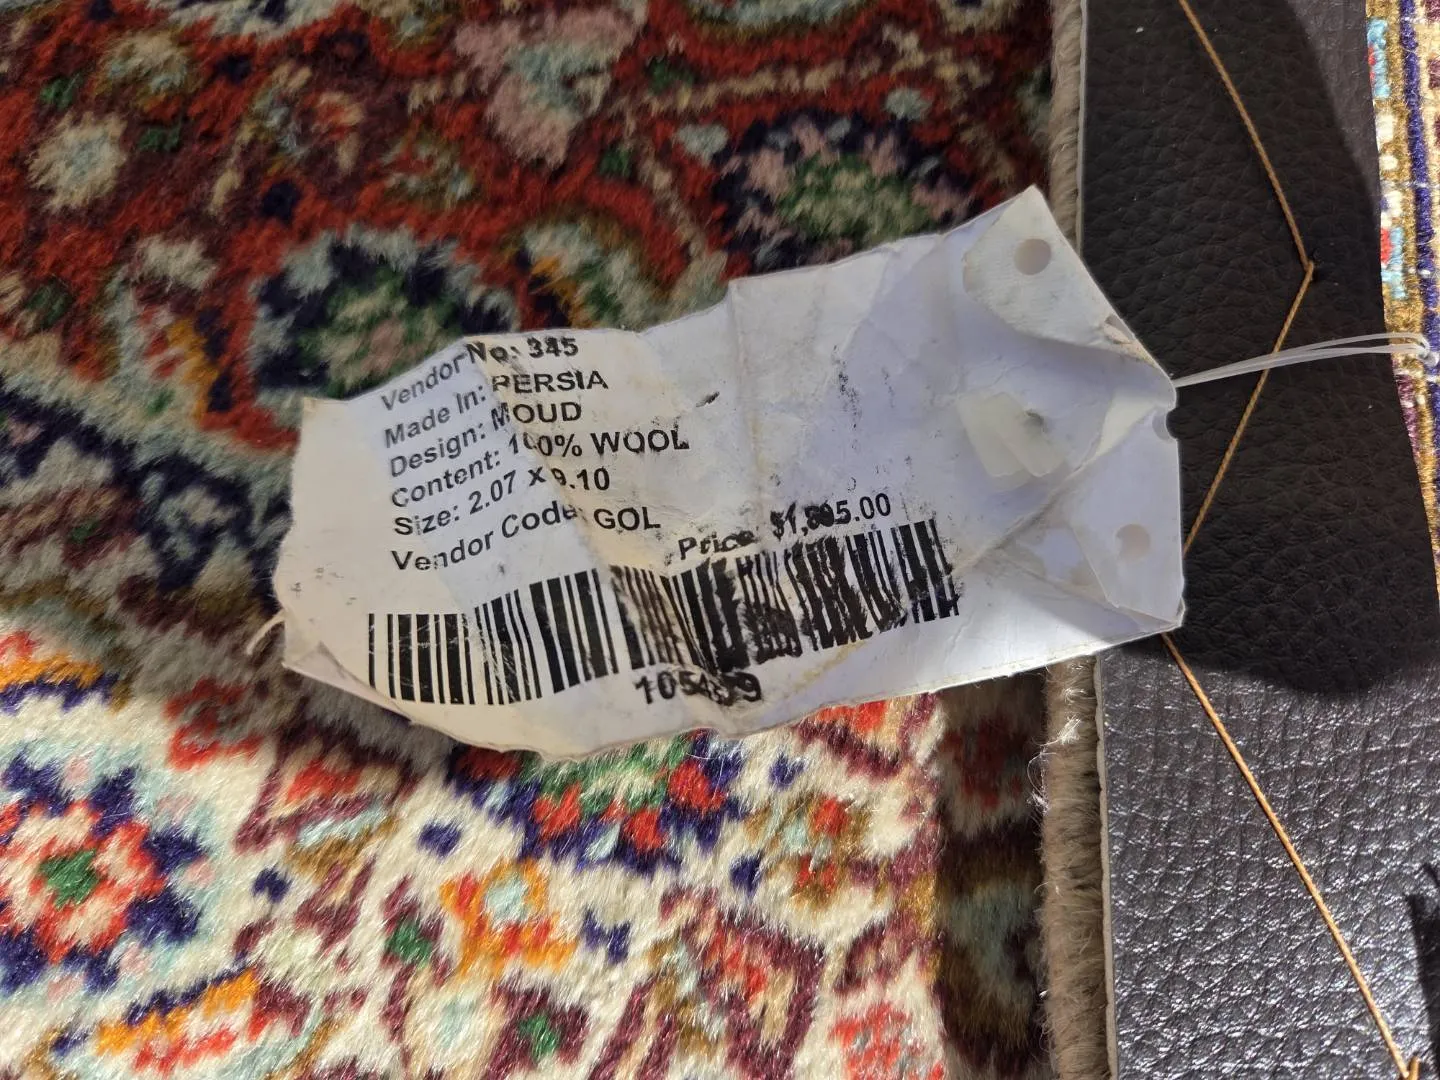 Vendor No: 345
Made In: PERSIA
Design: MOUD
Content: 100% WOOL
Size: 2.07 X 9.10
Vendor Code: GOL
Price